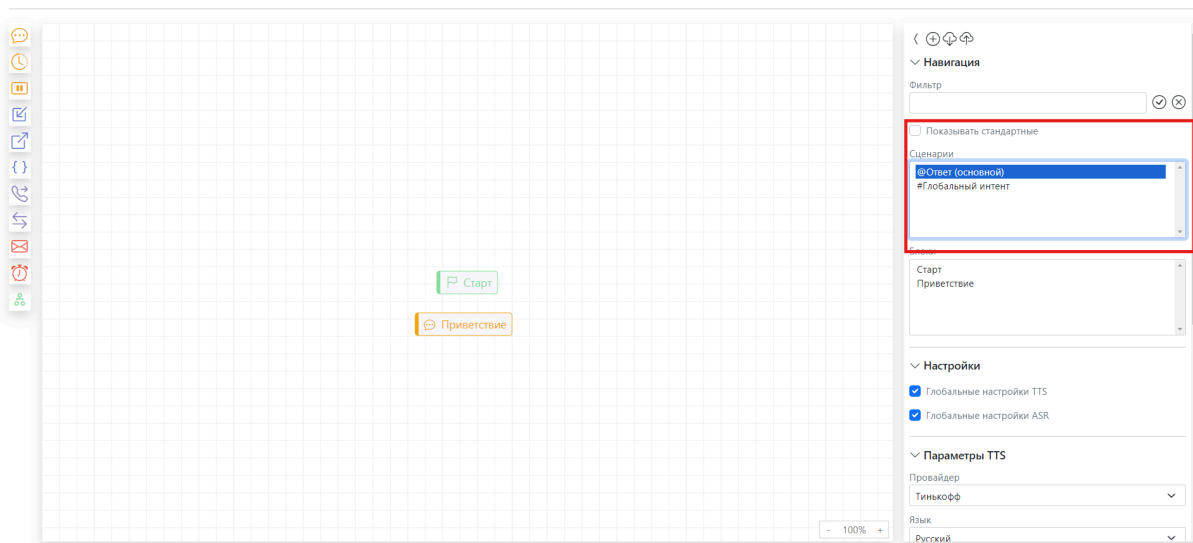 Навигация
Фильтр
Показывать стандартные
Сценарии
@Ответ (основной)
#Глобальный интент
Блоки
Старт
Приветствие
Старт
Приветствие
Настройки
Глобальные настройки TTS
Глобальные настройки ASR
Параметры TTS
Провайдер
Тинькофф
Язык
Русский
- 100% +